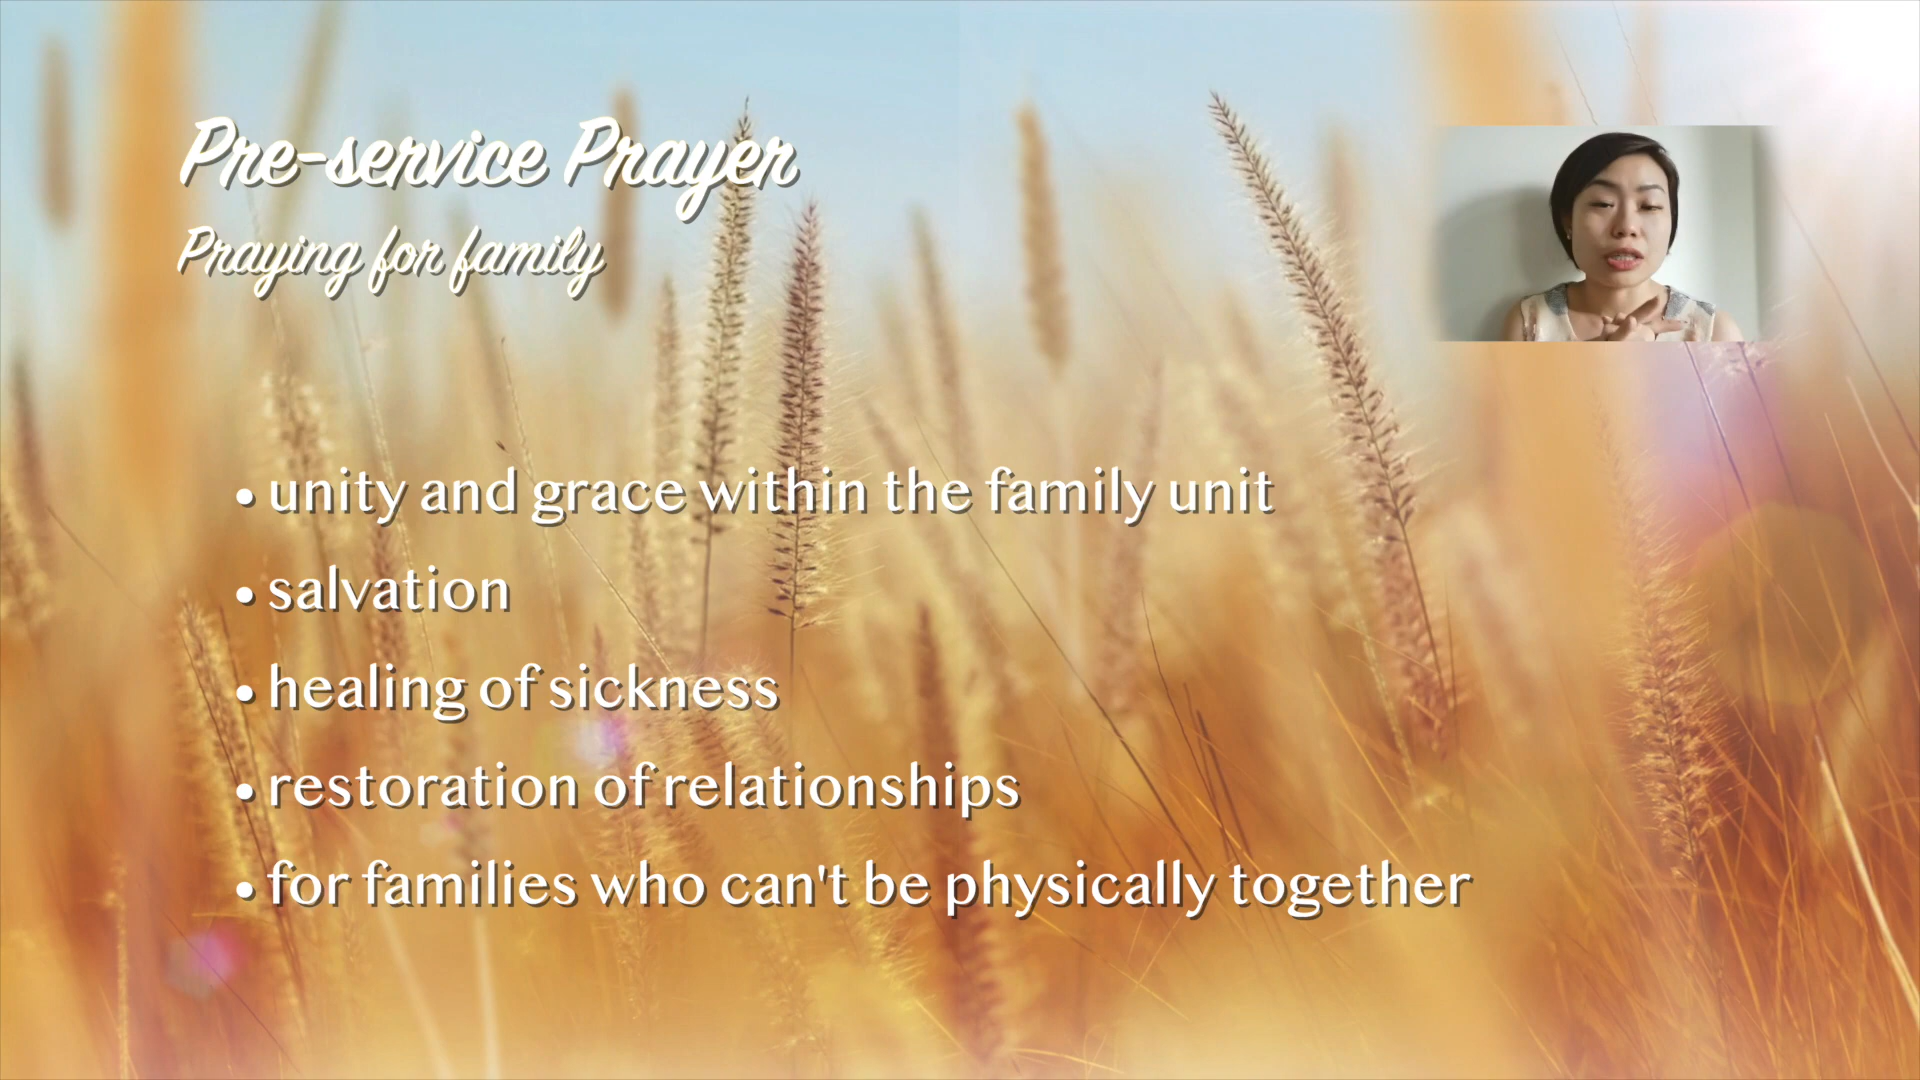 Pre-service Prayer
Praying for family
• unity and grace within the family unit
• salvation
• healing of sickness
• restoration of relationships
• for families who can't be physically together